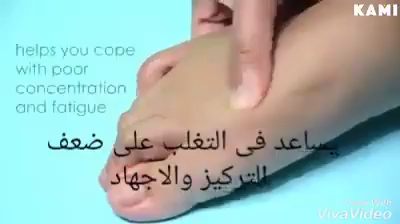 KAMI
helps you cope
with poor
concentration
and fatigue
يساعد فى التغلب على ضعف
التركيز والاجهاد
VivaVideo